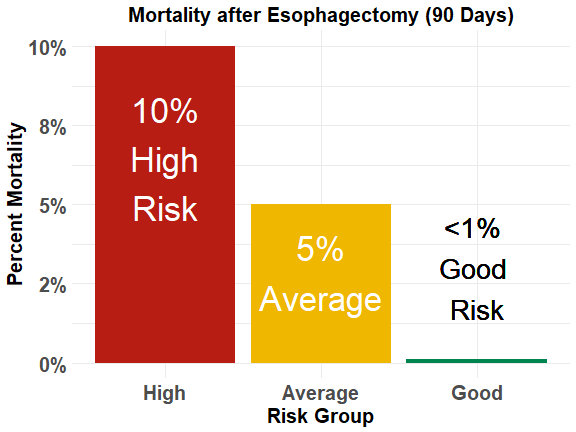 Mortality after Esophagectomy (90 Days)
Percent Mortality
10%
8%
5%
2%
0%
10%
High
Risk
5%
Average
<1%
Good
Risk
High
Average
Good
Risk Group